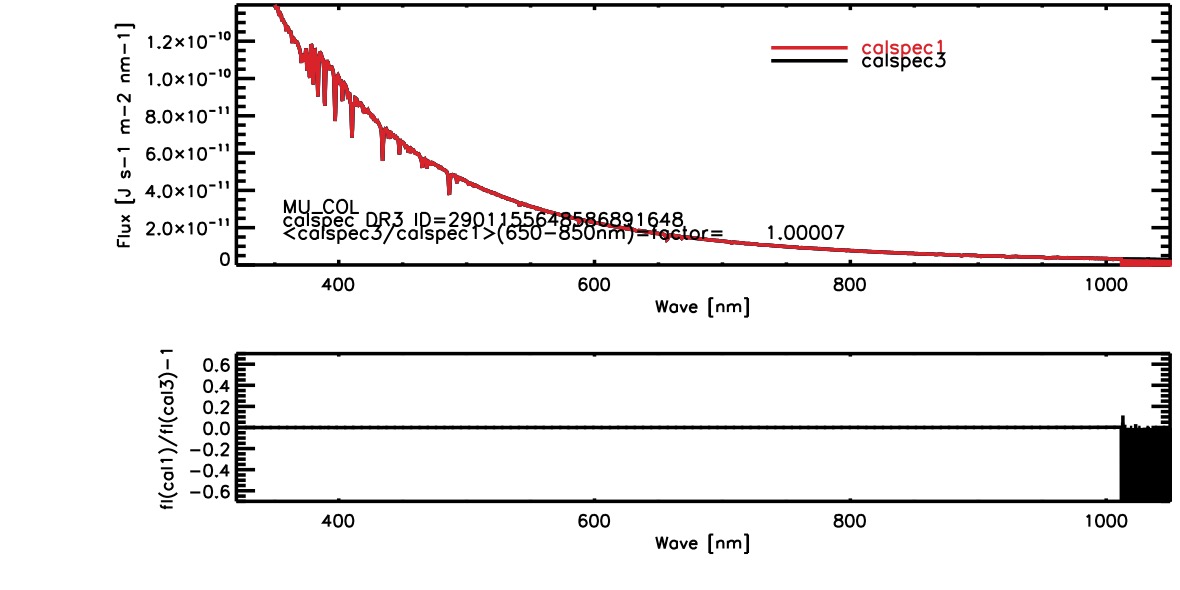 Flux [J s-1 m-2 nm-1]
1.2×10-10
1.0×10-10
8.0×10-11
6.0×10-11
4.0×10-11
2.0×10-11
0
calspec1
calspec3
MU_COL
calspec DR3 ID=2901155648586891648
<calspec3/calspec1>(650-850nm)=factor= 1.00007
400 600 800 1000
Wave [nm]
fl(cal1)/fl(cal3)-1
0.6
0.4
0.2
0.0
-0.2
-0.4
-0.6
400 600 800 1000
Wave [nm]